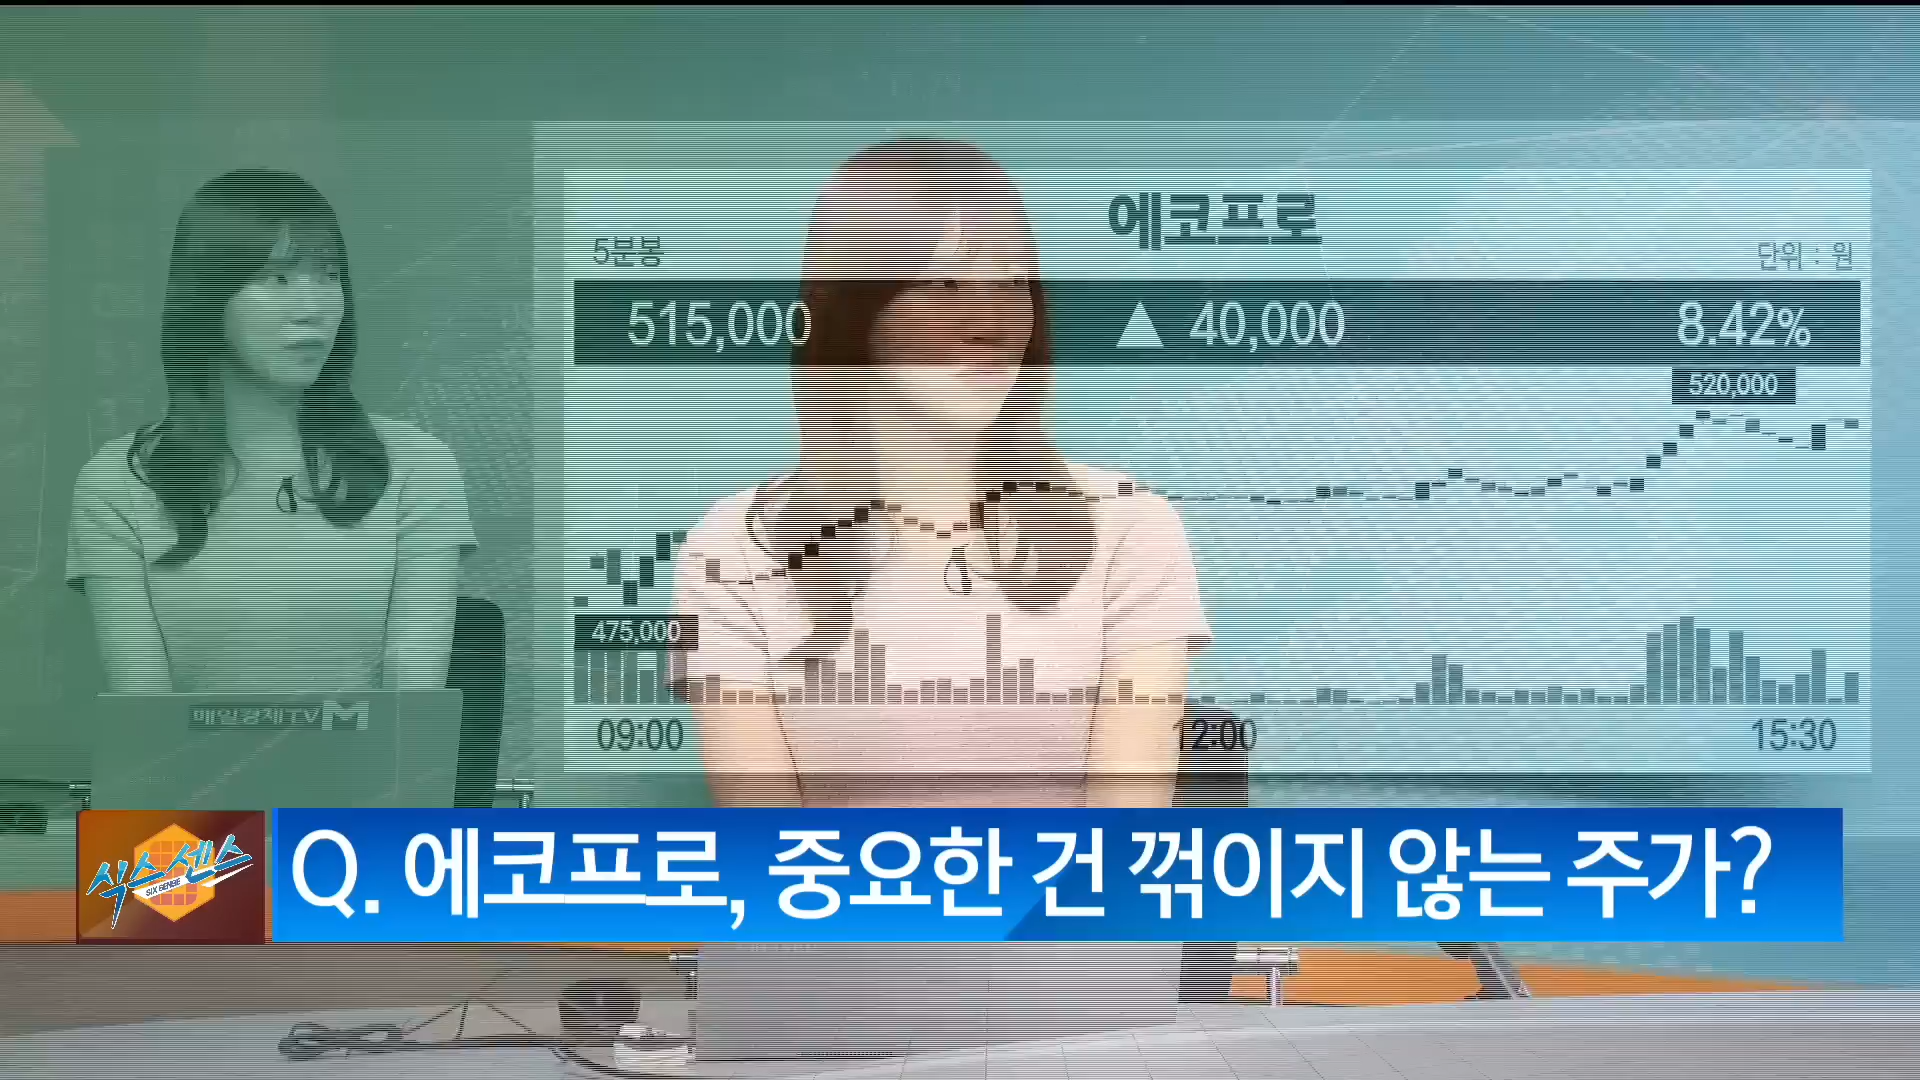 에코프로
5분봉
단위 : 원
515,000 ▲ 40,000 8.42%
520,000
475,000
09:00 12:00 15:30
매일경제TV M
식스센스
SIX SENSE
Q. 에코프로, 중요한 건 꺾이지 않는 주가?